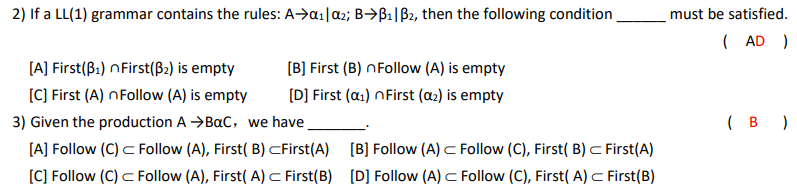 2) If a LL(1) grammar contains the rules: A→α₁|α₂; B→β₁|β₂, then the following condition ______ must be satisfied.
( AD )
[A] First(β₁) ∩First(β₂) is empty [B] First (B) ∩Follow (A) is empty
[C] First (A) ∩Follow (A) is empty [D] First (α₁) ∩First (α₂) is empty
3) Given the production A →BαC， we have _______. ( B )
[A] Follow (C) ⊂ Follow (A), First( B) ⊂First(A) [B] Follow (A) ⊂ Follow (C), First( B) ⊂ First(A)
[C] Follow (C) ⊂ Follow (A), First( A) ⊂ First(B) [D] Follow (A) ⊂ Follow (C), First( A) ⊂ First(B)